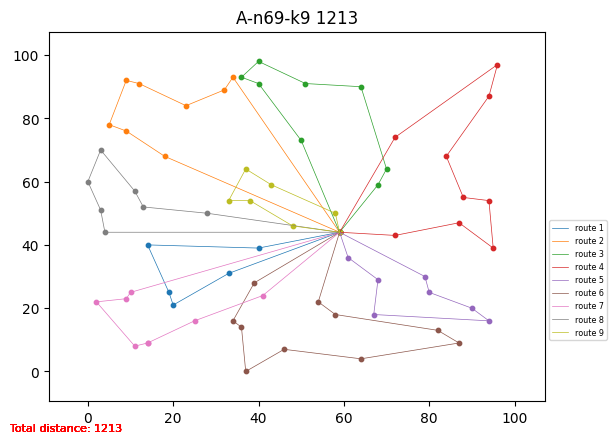 A-n69-k9 1213
100
80
60
40
20
0
0 20 40 60 80 100
route 1
route 2
route 3
route 4
route 5
route 6
route 7
route 8
route 9
Total distance: 1213